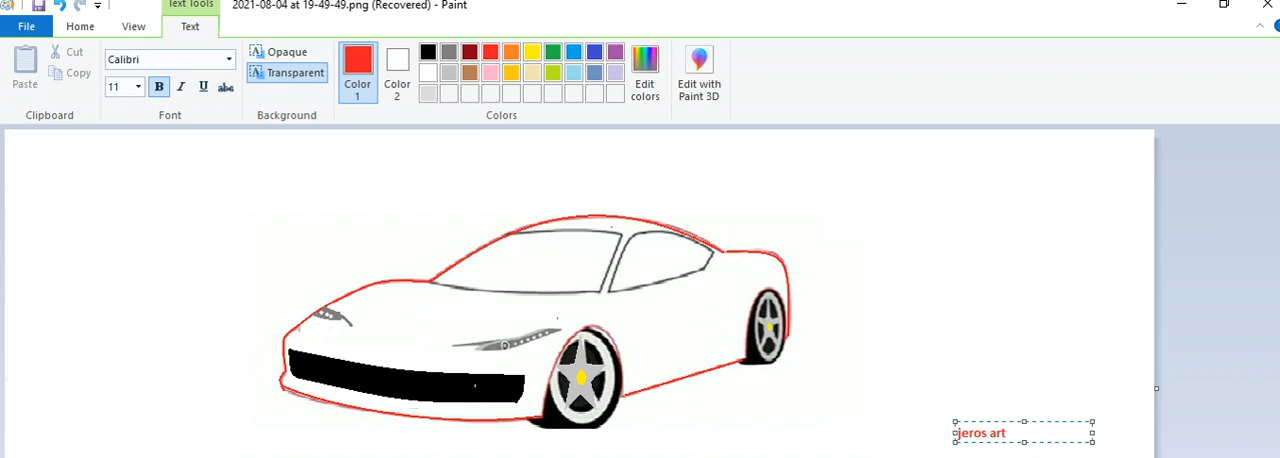 Text Tools
2021-08-04 at 19-49-49.png (Recovered) - Paint
File
Home
View
Text
Paste
Cut
Copy
Clipboard
Calibri
11
B
I
U
abc
Font
Opaque
Transparent
Background
Color
1
Color
2
Edit
colors
Colors
Edit with
Paint 3D
jeros art